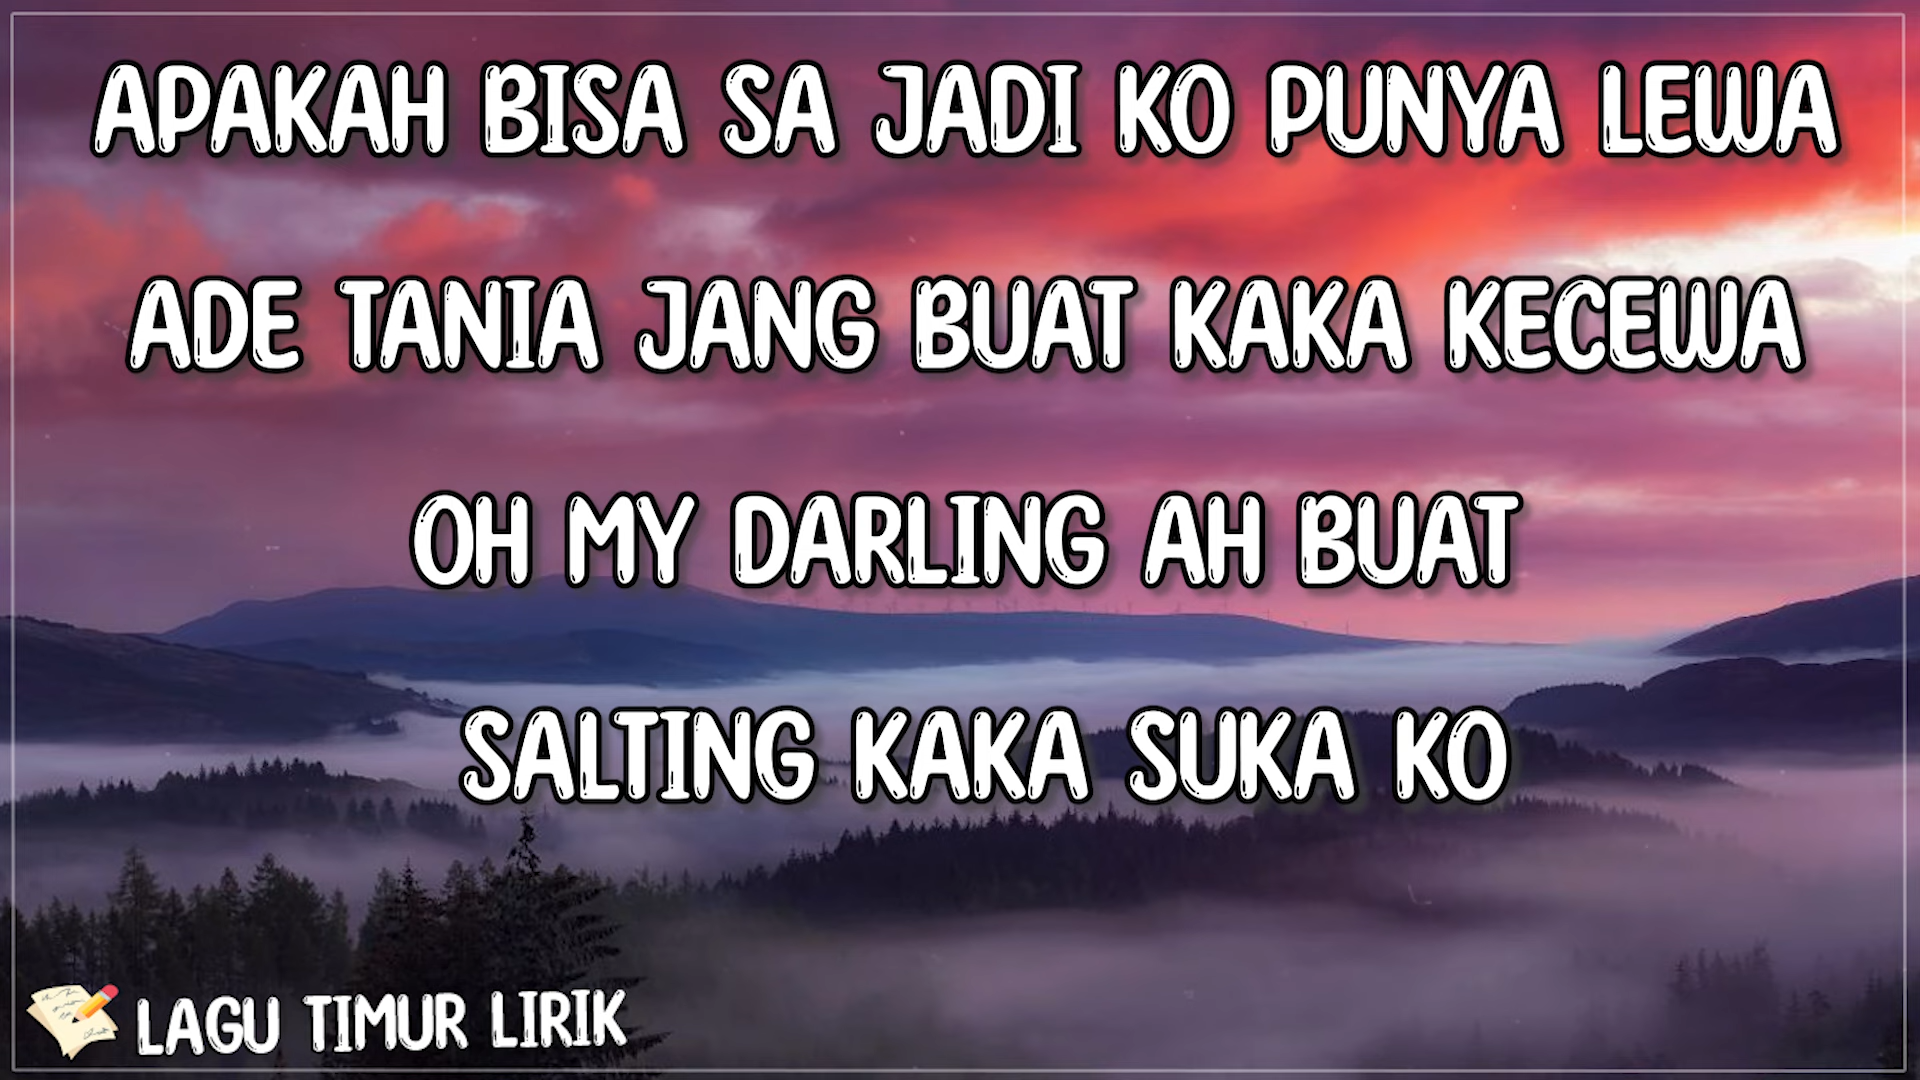 APAKAH BISA SA JADI KO PUNYA LEWA
ADE TANIA JANG BUAT KAKA KECEWA
OH MY DARLING AH BUAT
SALTING KAKA SUKA KO
LAGU TIMUR LIRIK